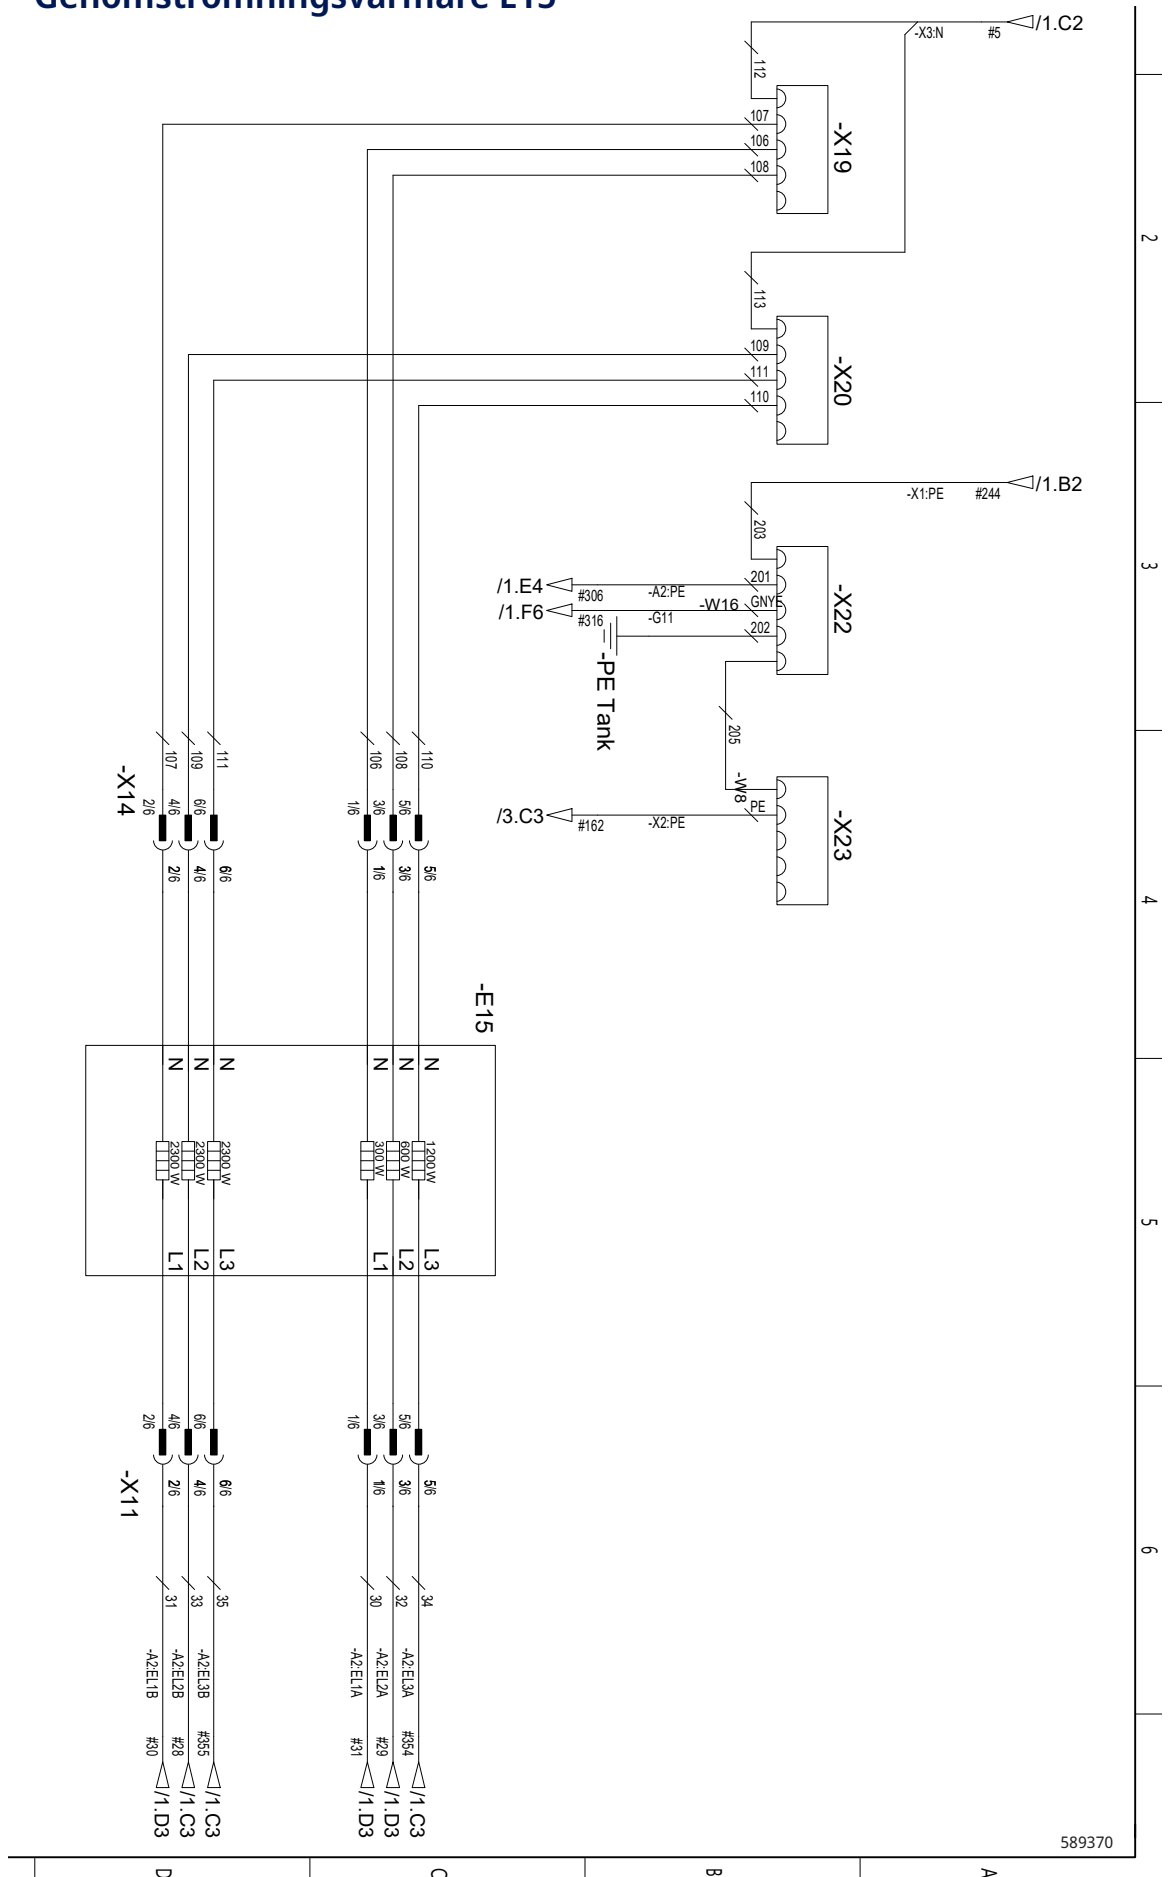 Genomströmningsvärmare E15
-X3:N
#5
/1.C2
112
107
106
108
-X19
2
113
109
111
110
-X20
-X1:PE
#244
/1.B2
203
3
/1.E4
#306
-A2:PE
201
/1.F6
#316
-G11
-W16
GNYE
202
-X22
-PE Tank
205
-W8
/3.C3
#162
-X2:PE
PE
-X23
107
109
111
106
108
110
-X14
2/6
4/6
6/6
1/6
3/6
5/6
2/6
4/6
6/6
1/6
3/6
5/6
4
-E15
N
N
N
N
N
N
2300 W
2300 W
2300 W
300 W
600 W
1200 W
5
L1
L2
L3
L1
L2
L3
2/6
4/6
6/6
1/6
3/6
5/6
-X11
2/6
4/6
6/6
1/6
3/6
5/6
6
31
33
35
30
32
34
-A2:EL1B
-A2:EL2B
-A2:EL3B
-A2:EL1A
-A2:EL2A
-A2:EL3A
#30
#28
#355
#31
#29
#354
/1.D3
/1.C3
/1.C3
/1.D3
/1.D3
/1.C3
589370
D
C
B
A